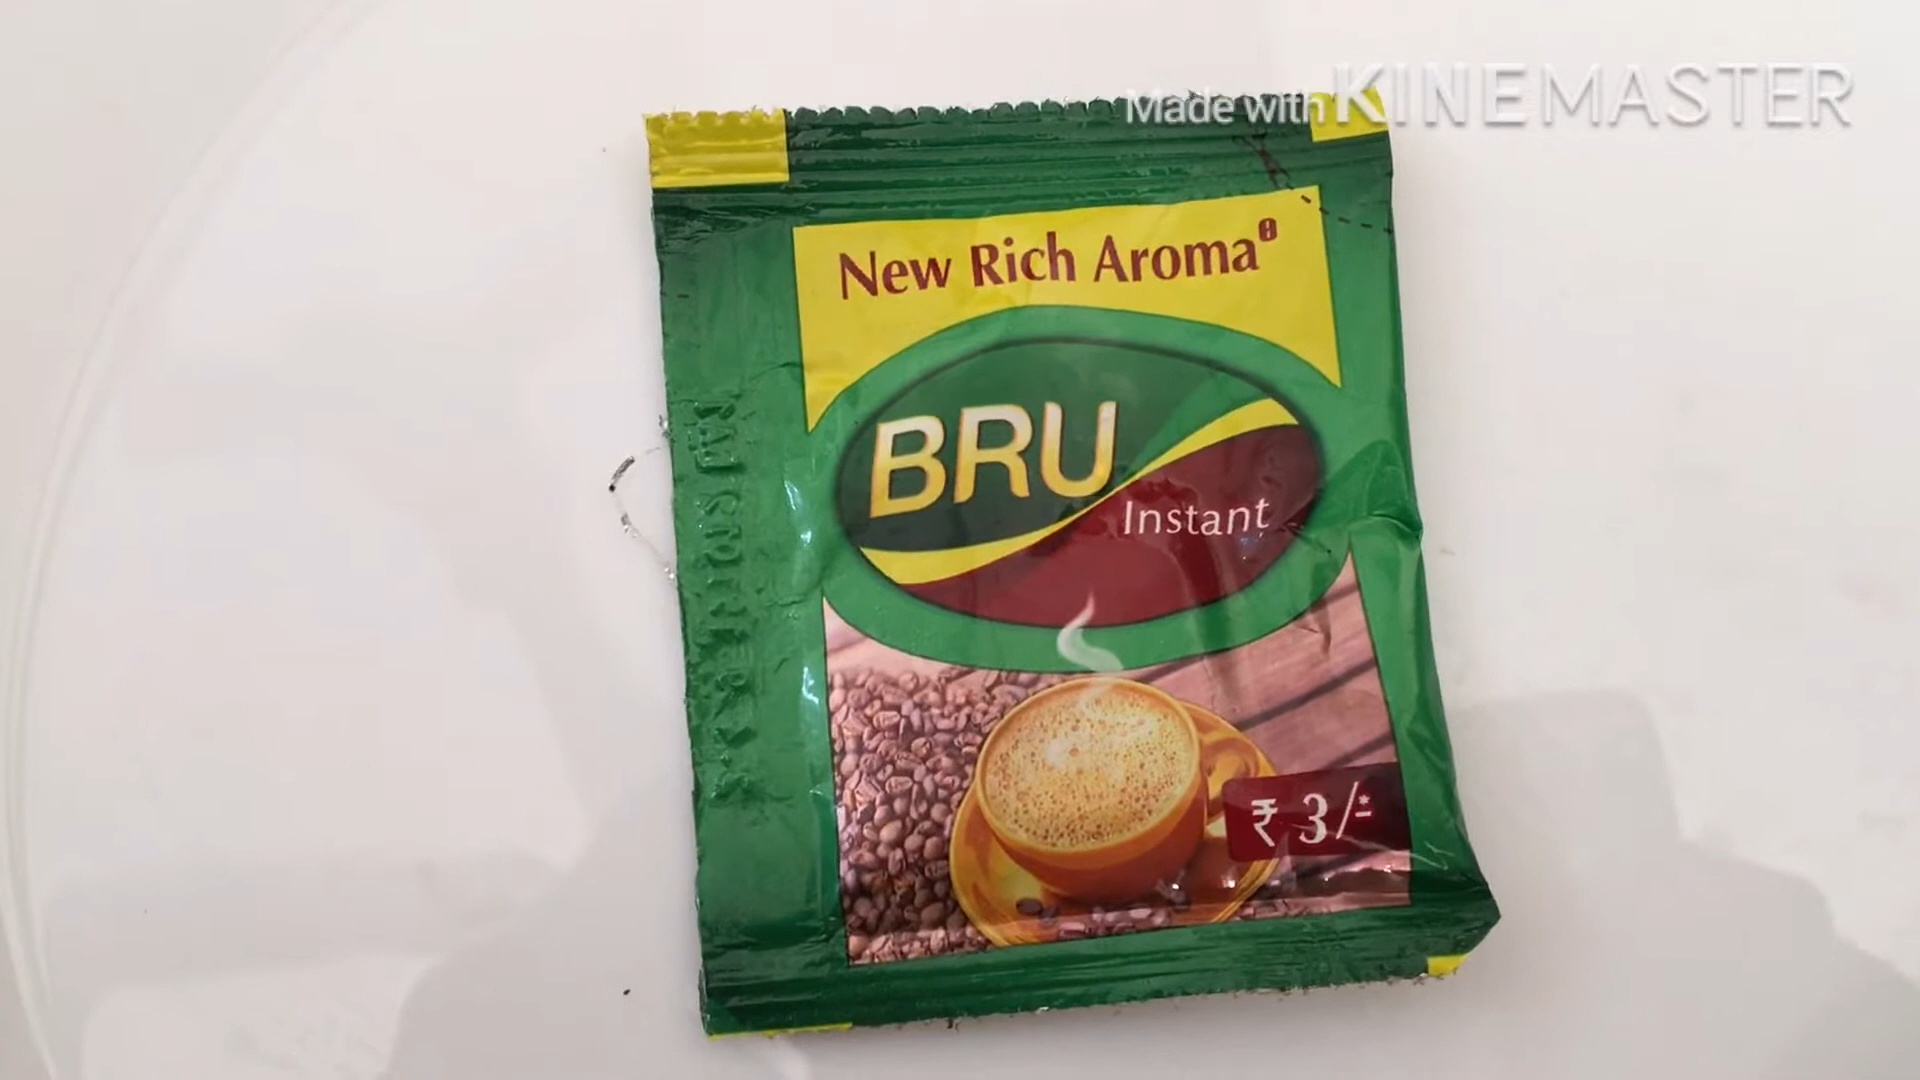 Made with KINEMASTER
New Rich Aroma
BRU
Instant
₹ 3/-*